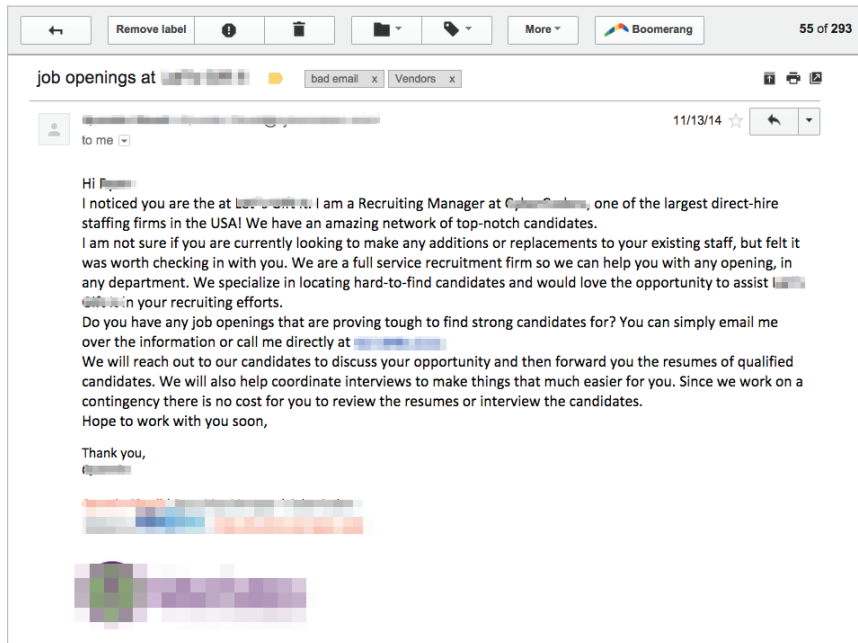 Remove label
More
Boomerang
55 of 293
job openings at
bad email x
Vendors x
11/13/14
to me
Hi
I noticed you are the at I am a Recruiting Manager at , one of the largest direct-hire
staffing firms in the USA! We have an amazing network of top-notch candidates.
I am not sure if you are currently looking to make any additions or replacements to your existing staff, but felt it
was worth checking in with you. We are a full service recruitment firm so we can help you with any opening, in
any department. We specialize in locating hard-to-find candidates and would love the opportunity to assist
in your recruiting efforts.
Do you have any job openings that are proving tough to find strong candidates for? You can simply email me
over the information or call me directly at
We will reach out to our candidates to discuss your opportunity and then forward you the resumes of qualified
candidates. We will also help coordinate interviews to make things that much easier for you. Since we work on a
contingency there is no cost for you to review the resumes or interview the candidates.
Hope to work with you soon,
Thank you,